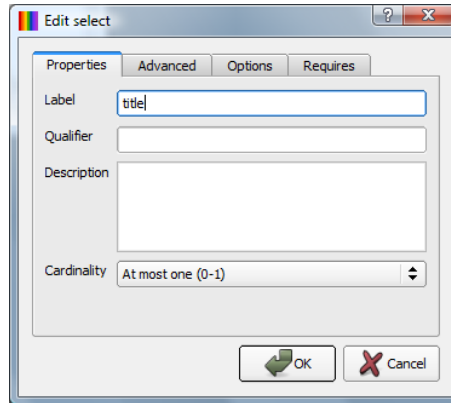 Edit select
?
Properties Advanced Options Requires
Label title
Qualifier
Description
Cardinality At most one (0-1)
OK Cancel